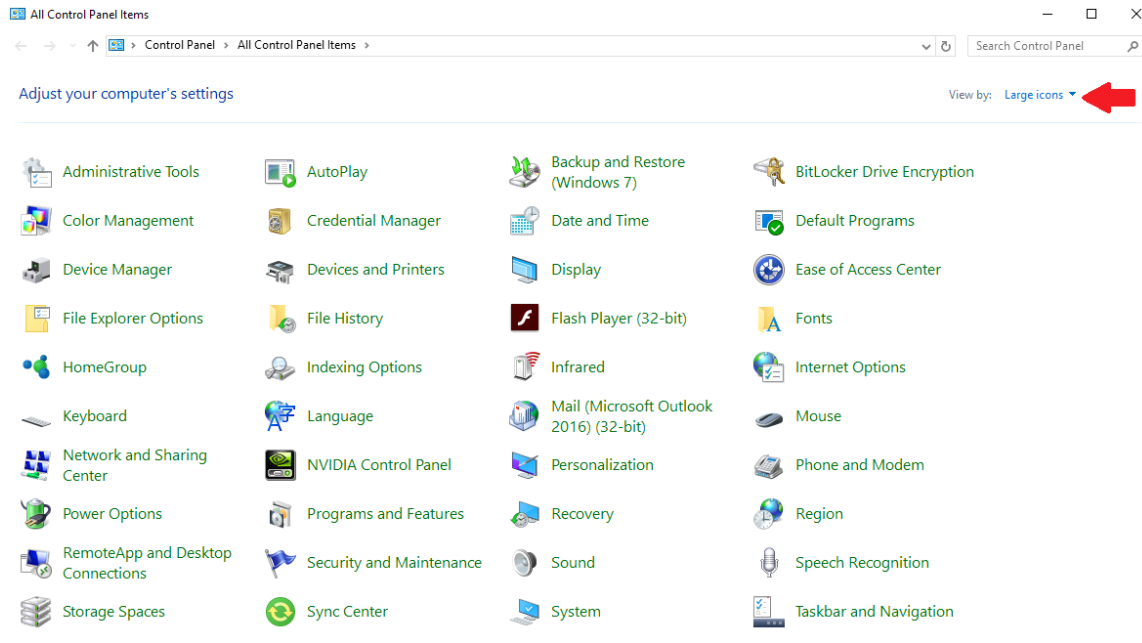 All Control Panel Items
Control Panel > All Control Panel Items >
Search Control Panel
Adjust your computer's settings
View by: Large icons
Administrative Tools
AutoPlay
Backup and Restore
(Windows 7)
BitLocker Drive Encryption
Color Management
Credential Manager
Date and Time
Default Programs
Device Manager
Devices and Printers
Display
Ease of Access Center
File Explorer Options
File History
Flash Player (32-bit)
Fonts
HomeGroup
Indexing Options
Infrared
Internet Options
Keyboard
Language
Mail (Microsoft Outlook
2016) (32-bit)
Mouse
Network and Sharing
Center
NVIDIA Control Panel
Personalization
Phone and Modem
Power Options
Programs and Features
Recovery
Region
RemoteApp and Desktop
Connections
Security and Maintenance
Sound
Speech Recognition
Storage Spaces
Sync Center
System
Taskbar and Navigation